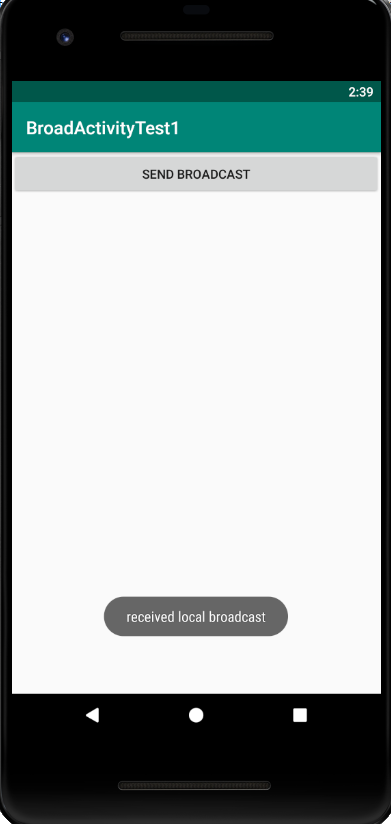 2:39
BroadActivityTest1
SEND BROADCAST
received local broadcast